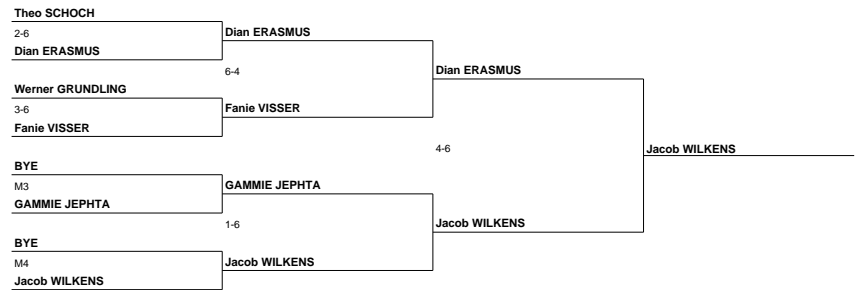 Theo SCHOCH
2-6
Dian ERASMUS
Dian ERASMUS
6-4
Dian ERASMUS
Werner GRUNDLING
3-6
Fanie VISSER
Fanie VISSER
4-6
Jacob WILKENS
BYE
M3
GAMMIE JEPHTA
GAMMIE JEPHTA
1-6
Jacob WILKENS
BYE
M4
Jacob WILKENS
Jacob WILKENS